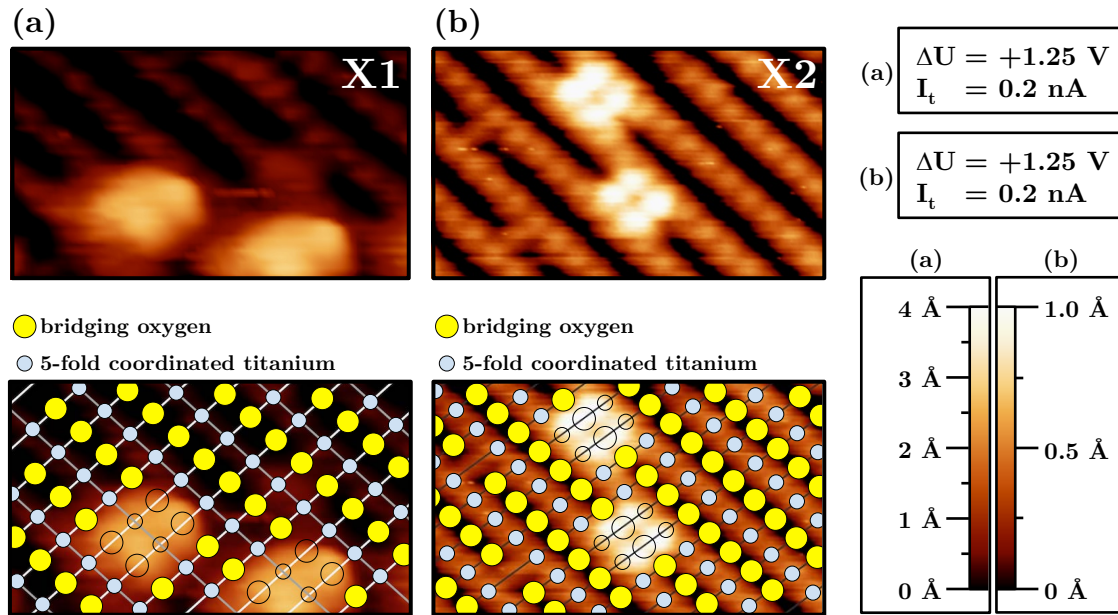 (a)
(b)
X1
X2
(a)
ΔU = +1.25 V
I_t = 0.2 nA
(b)
ΔU = +1.25 V
I_t = 0.2 nA
bridging oxygen
5-fold coordinated titanium
bridging oxygen
5-fold coordinated titanium
(a)
(b)
4 Å
3 Å
2 Å
1 Å
0 Å
1.0 Å
0.5 Å
0 Å